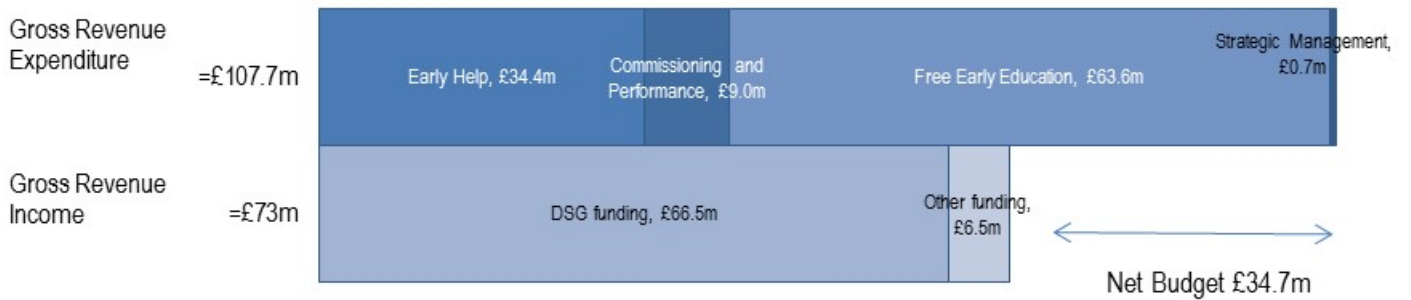 Gross Revenue
Expenditure
=£107.7m
Early Help, £34.4m
Commissioning and
Performance, £9.0m
Free Early Education, £63.6m
Strategic Management,
£0.7m
Gross Revenue
Income
=£73m
DSG funding, £66.5m
Other funding,
£6.5m
Net Budget £34.7m